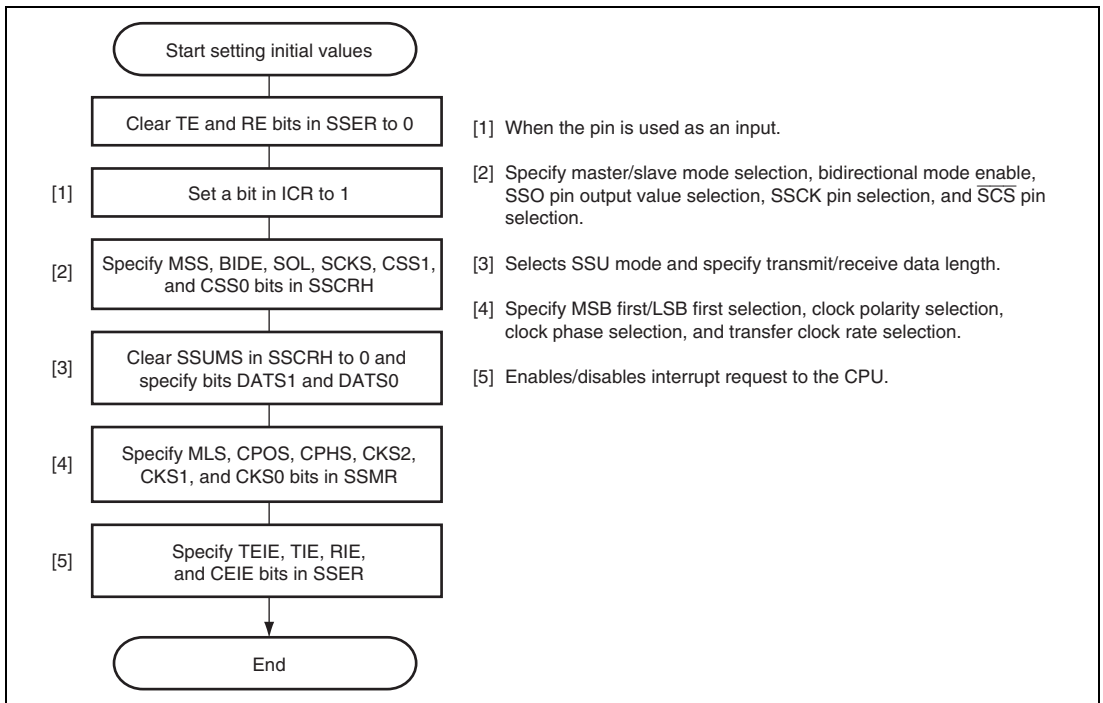 Start setting initial values
Clear TE and RE bits in SSER to 0
[1]
Set a bit in ICR to 1
[2]
Specify MSS, BIDE, SOL, SCKS, CSS1,
and CSS0 bits in SSCRH
[3]
Clear SSUMS in SSCRH to 0 and
specify bits DATS1 and DATS0
[4]
Specify MLS, CPOS, CPHS, CKS2,
CKS1, and CKS0 bits in SSMR
[5]
Specify TEIE, TIE, RIE,
and CEIE bits in SSER
End
[1] When the pin is used as an input.
[2] Specify master/slave mode selection, bidirectional mode enable,
SSO pin output value selection, SSCK pin selection, and SCS pin
selection.
[3] Selects SSU mode and specify transmit/receive data length.
[4] Specify MSB first/LSB first selection, clock polarity selection,
clock phase selection, and transfer clock rate selection.
[5] Enables/disables interrupt request to the CPU.